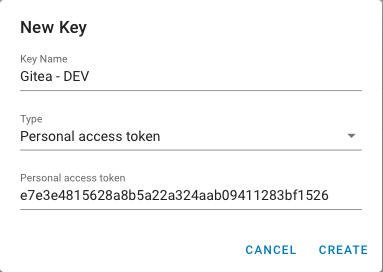 New Key
Key Name
Gitea - DEV
Type
Personal access token
Personal access token
e7e3e4815628a8b5a22a324aab09411283bf1526
CANCEL
CREATE